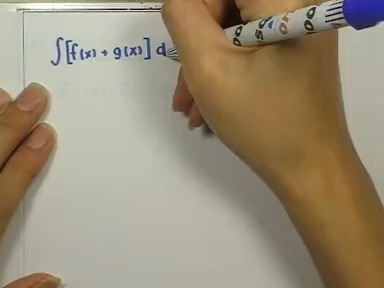 ∫[f(x) + g(x)] d